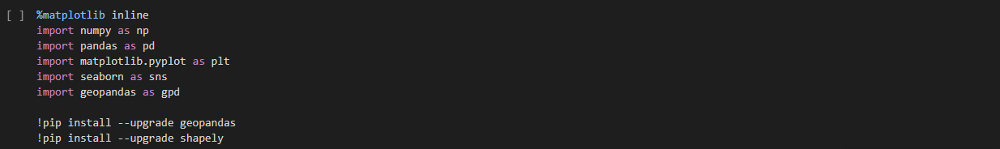 [ ] %matplotlib inline
import numpy as np
import pandas as pd
import matplotlib.pyplot as plt
import seaborn as sns
import geopandas as gpd
!pip install --upgrade geopandas
!pip install --upgrade shapely